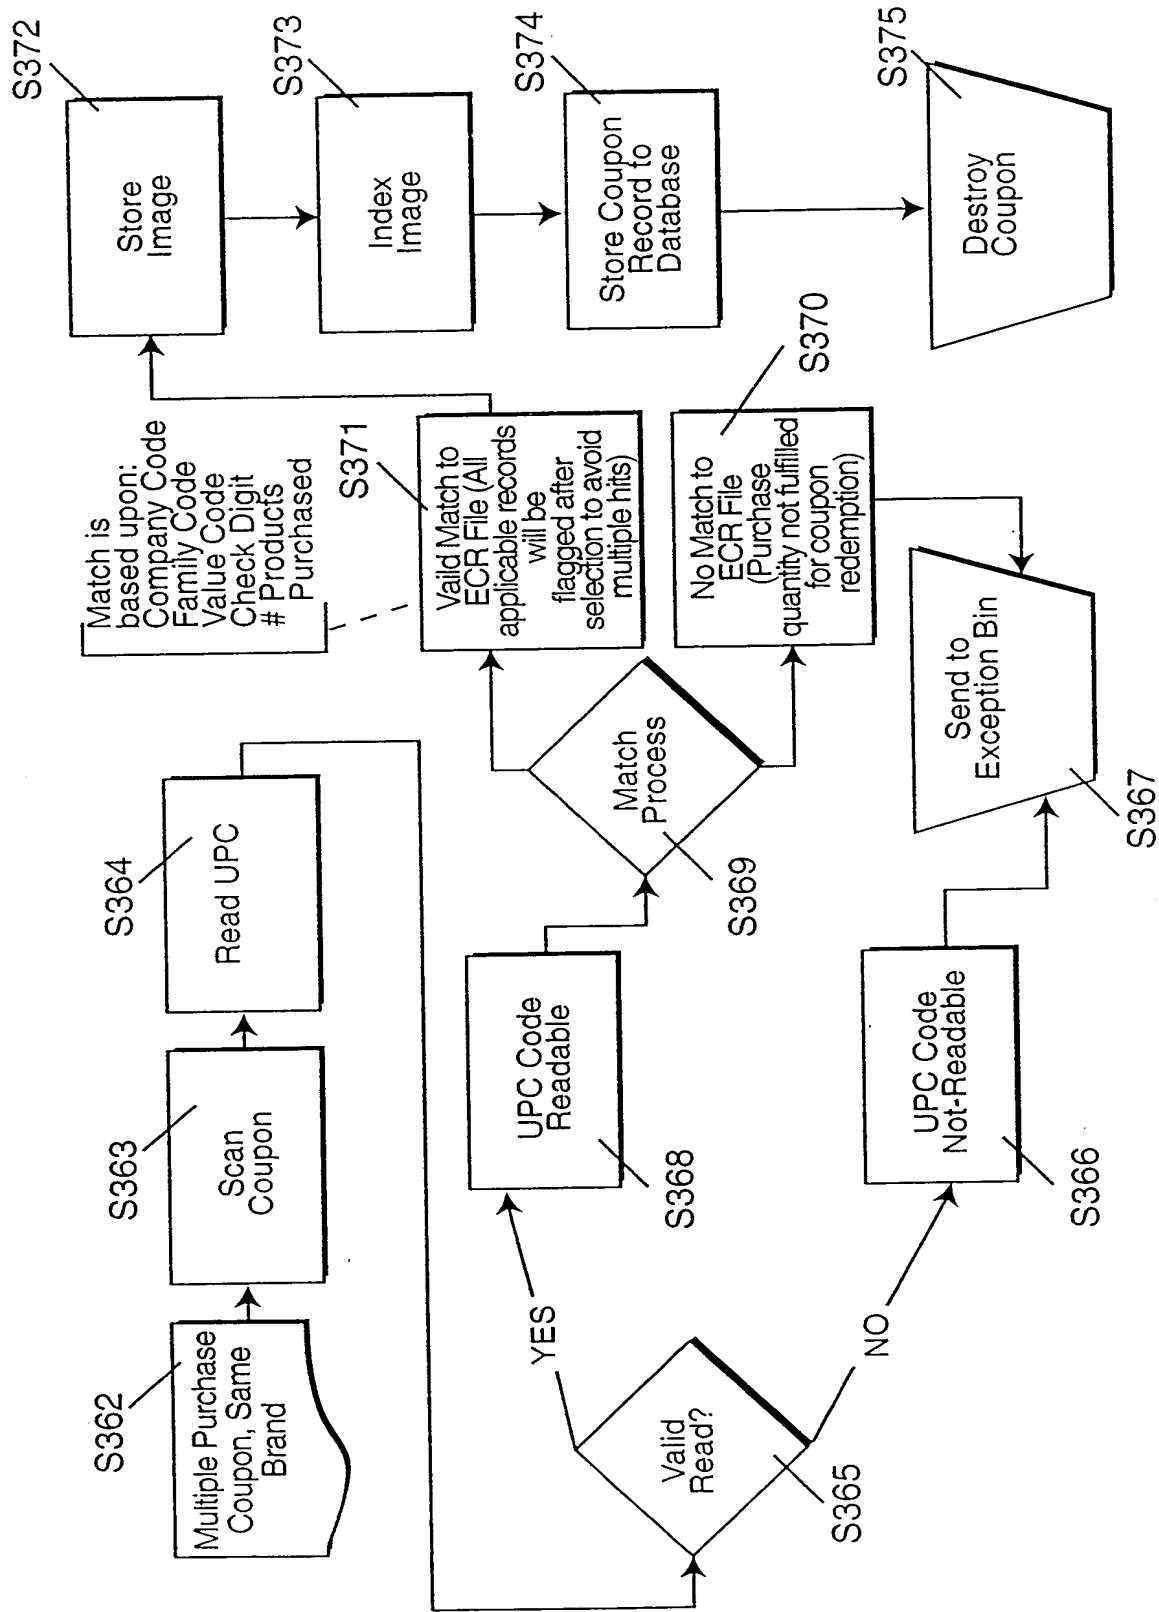 S362
Multiple Purchase
Coupon, Same
Brand
S363
Scan
Coupon
S364
Read UPC
Match is
based upon:
Company Code
Family Code
Value Code
Check Digit
# Products
Purchased
S365
Valid
Read?
YES
NO
S368
UPC Code
Readable
S366
UPC Code
Not-Readable
S369
Match
Process
S371
Vaild Match to
ECR File (All
applicable records
will be
flagged after
selection to avoid
multiple hits)
S370
No Match to
ECR File
(Purchase
quantity not fulfilled
for coupon
redemption)
S367
Send to
Exception Bin
S372
Store
Image
S373
Index
Image
S374
Store Coupon
Record to
Database
S375
Destroy
Coupon